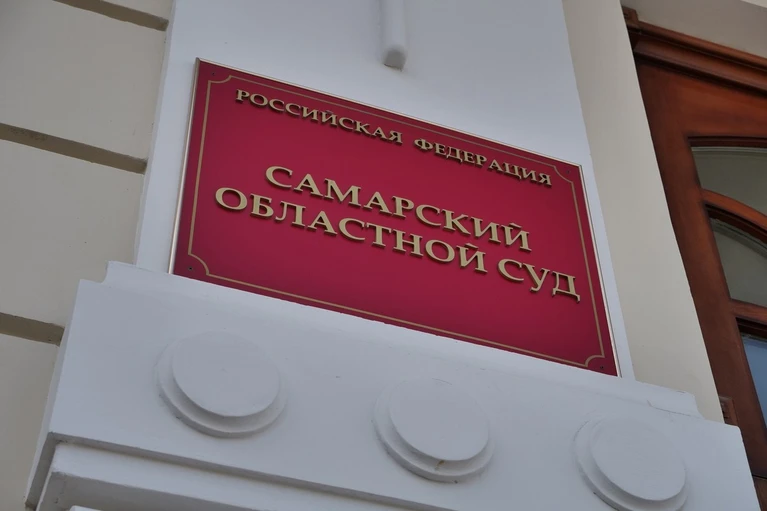 РОССИЙСКАЯ ФЕДЕРАЦИЯ
САМАРСКИЙ
ОБЛАСТНОЙ СУД